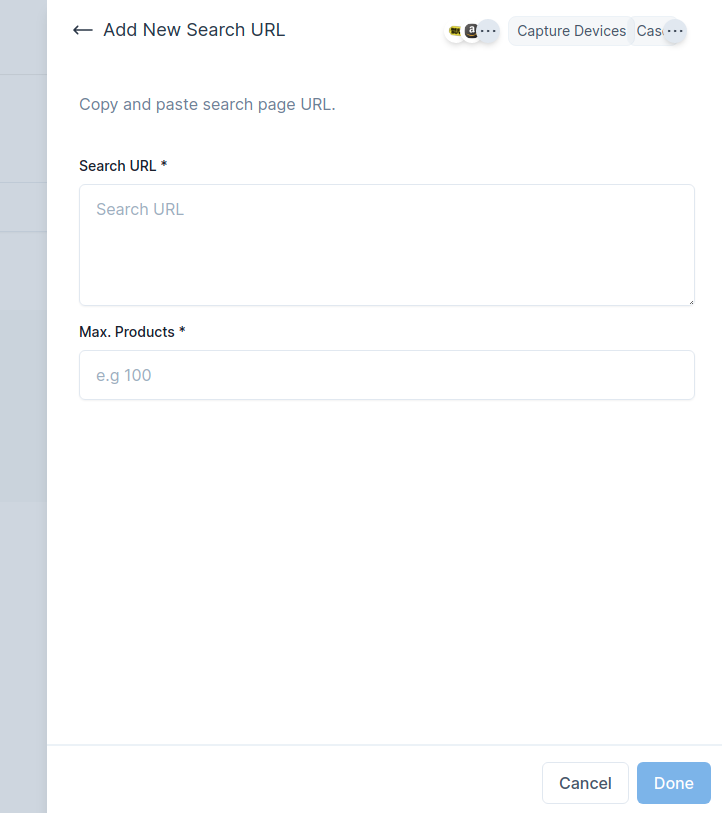 Add New Search URL
a
Capture Devices
Cas
Copy and paste search page URL.
Search URL *
Search URL
Max. Products *
e.g 100
Cancel
Done